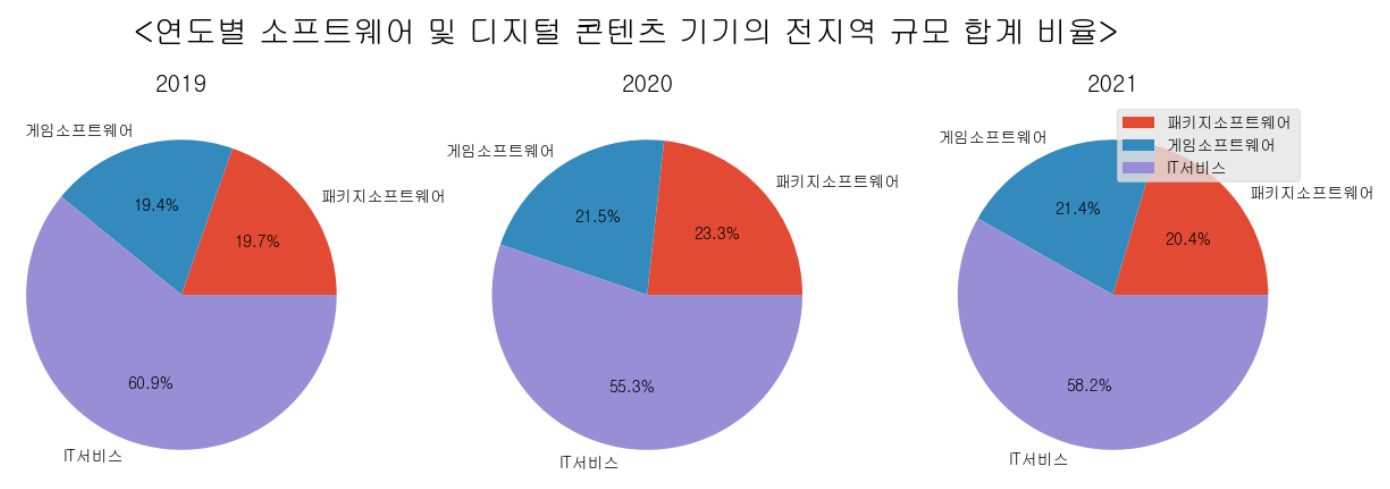 <연도별 소프트웨어 및 디지털 콘텐츠 기기의 전지역 규모 합계 비율>
2019
게임소프트웨어
패키지소프트웨어
19.4%
19.7%
60.9%
IT서비스
2020
게임소프트웨어
패키지소프트웨어
21.5%
23.3%
55.3%
IT서비스
2021
패키지소프트웨어
게임소프트웨어
IT서비스
게임소프트웨어
패키지소프트웨어
21.4%
20.4%
58.2%
IT서비스